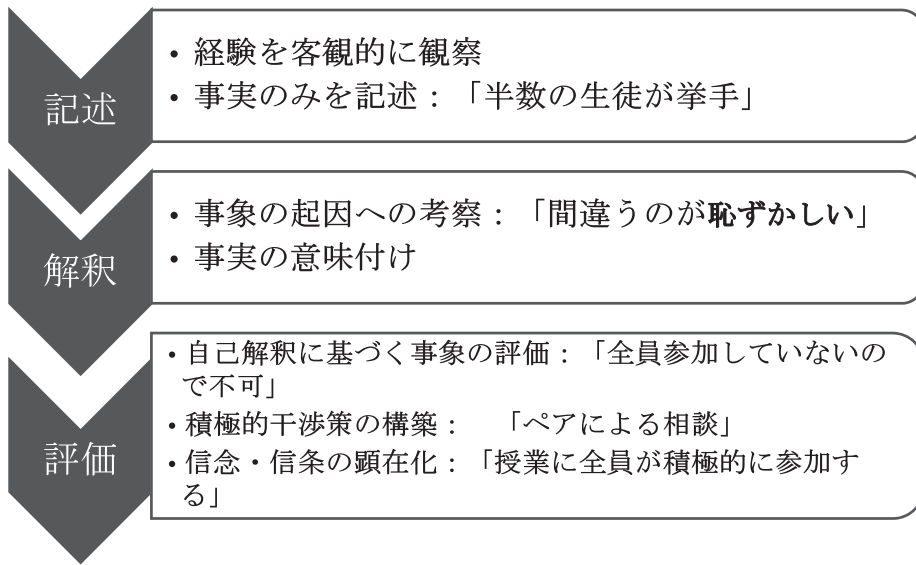 記述
• 経験を客観的に観察
• 事実のみを記述：「半数の生徒が挙手」
解釈
• 事象の起因への考察：「間違うのが恥ずかしい」
• 事実の意味付け
評価
• 自己解釈に基づく事象の評価：「全員参加していないの
で不可」
• 積極的干渉策の構築：　「ペアによる相談」
• 信念・信条の顕在化：「授業に全員が積極的に参加す
る」